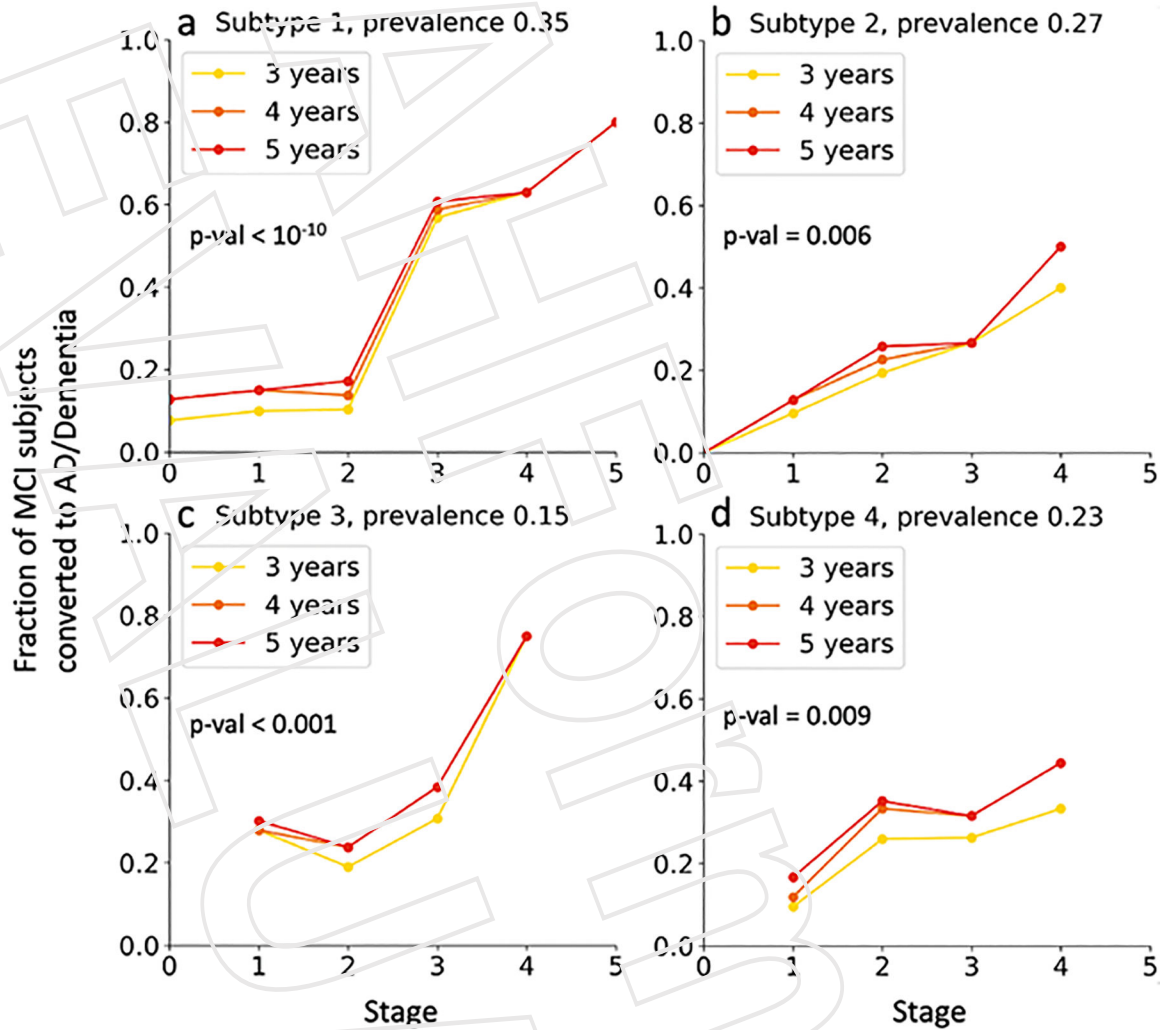 a Subtype 1, prevalence 0.35
3 years
4 years
5 years
p-val < 10-10
1.0
0.8
0.6
0.4
0.2
0.0
0 1 2 3 4 5
b Subtype 2, prevalence 0.27
3 years
4 years
5 years
p-val = 0.006
1.0
0.8
0.6
0.4
0.2
0.0
0 1 2 3 4 5
Fraction of MCI subjects
converted to AD/Dementia
c Subtype 3, prevalence 0.15
3 years
4 years
5 years
p-val < 0.001
1.0
0.8
0.6
0.4
0.2
0.0
0 1 2 3 4 5
Stage
d Subtype 4, prevalence 0.23
3 years
4 years
5 years
p-val = 0.009
1.0
0.8
0.6
0.4
0.2
0.0
0 1 2 3 4 5
Stage